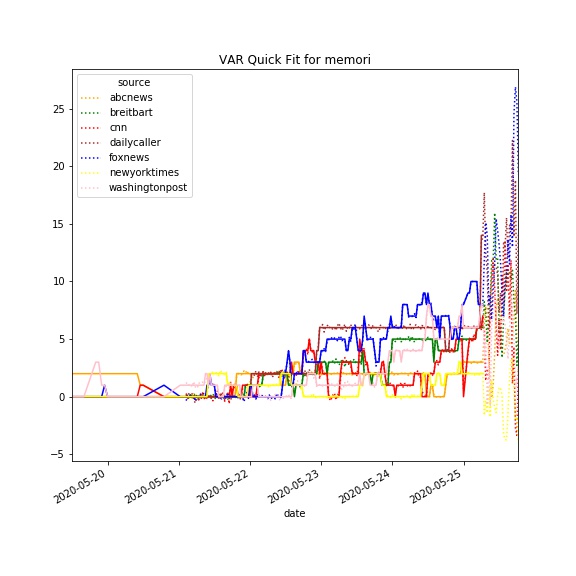 VAR Quick Fit for memori
source
abcnews
breitbart
cnn
dailycaller
foxnews
newyorktimes
washingtonpost
25
20
15
10
5
0
−5
2020-05-20
2020-05-21
2020-05-22
2020-05-23
2020-05-24
2020-05-25
date